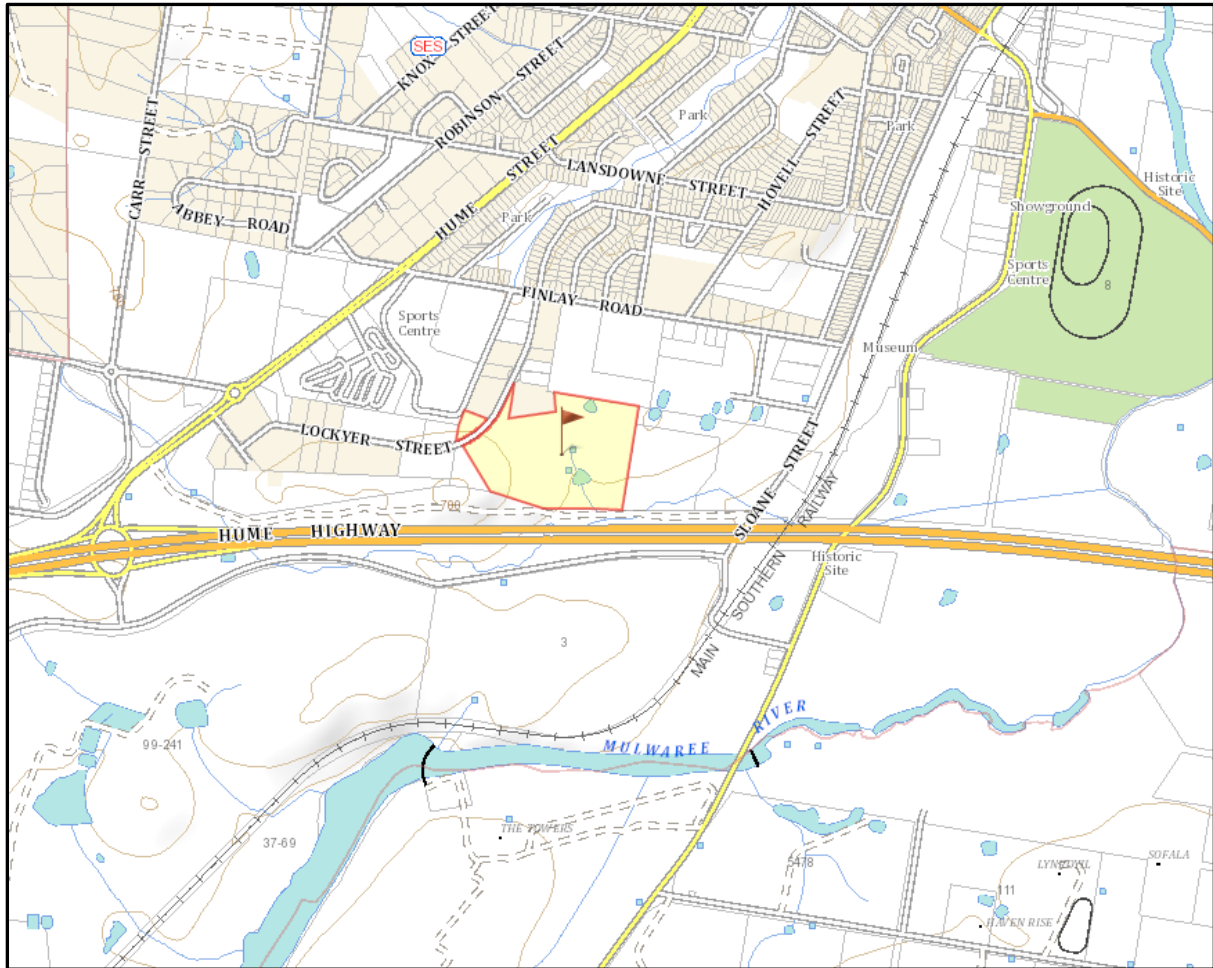 SES
KNOX STREET
ROBINSON STREET
CARR STREET
HUME STREET
ABBEY ROAD
Park
Park
Park
LANSDOWNE STREET
HOVELL STREET
Historic
Site
Showground
Sports
Centre
8
FINLAY ROAD
Sports
Centre
Museum
LOCKYER STREET
700
HUME HIGHWAY
SLOANE STREET
MAIN SOUTHERN RAILWAY
Historic
Site
3
MULWAREE RIVER
99-241
37-69
THE TOWERS
5478
SOFALA
111
HAVEN RISE